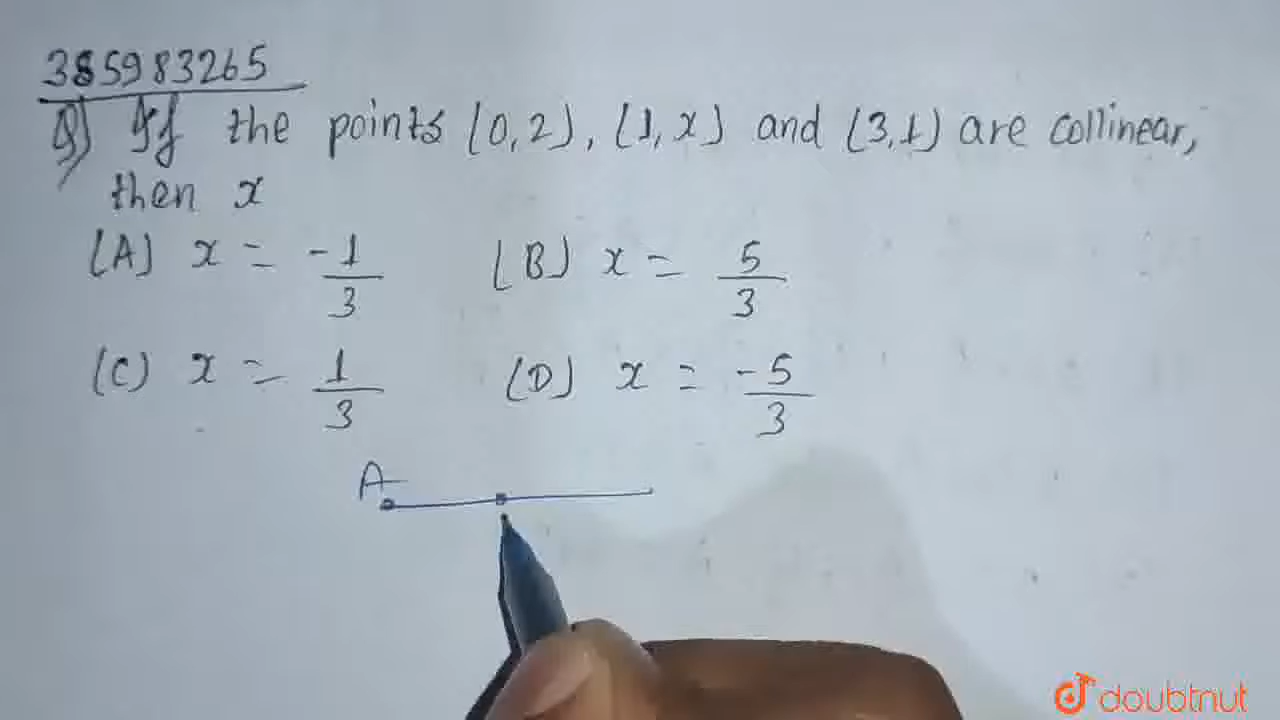 385983265
Q) If the points (0,2), (1,x) and (3,1) are collinear,
then x
(A) x = -1/3 (B) x = 5/3
(C) x = 1/3 (D) x = -5/3
A
doubtnut